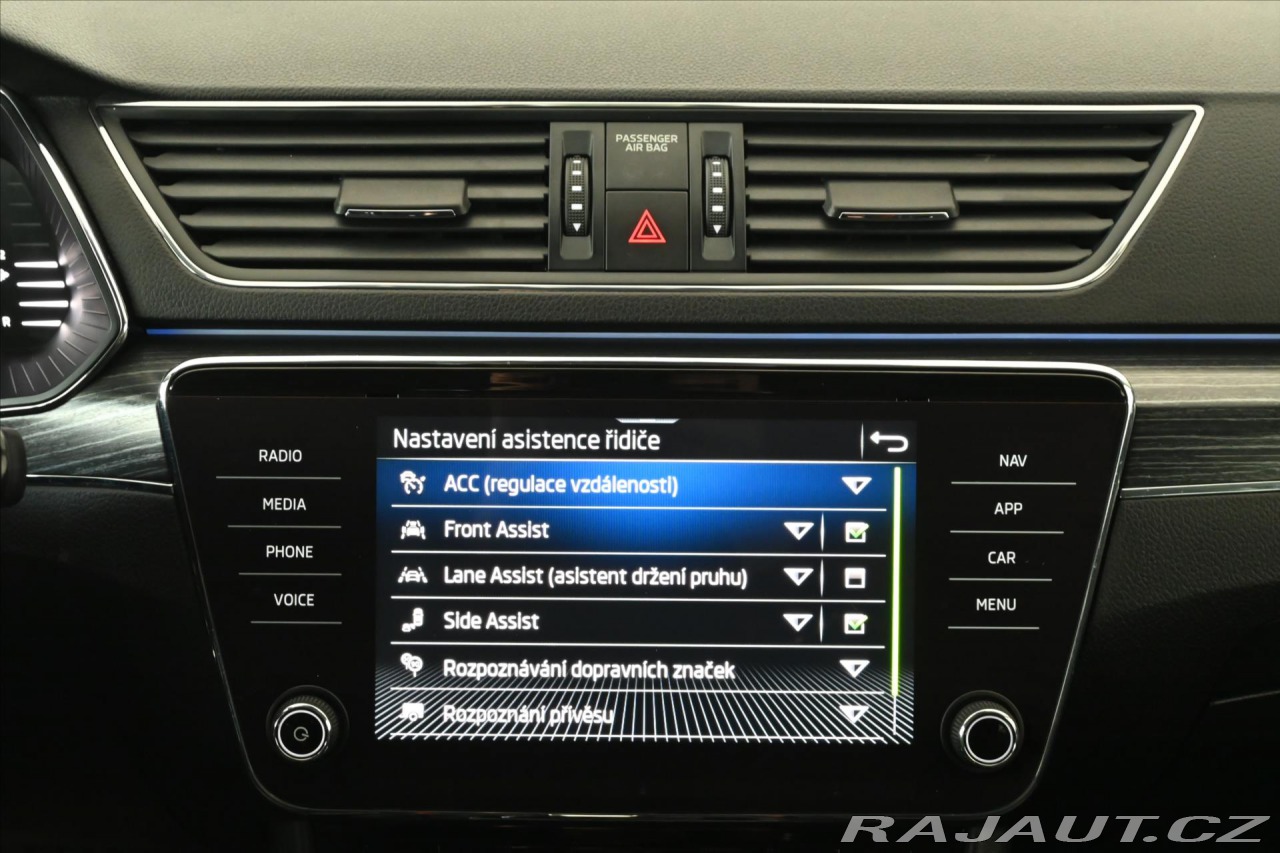 PASSENGER
AIR BAG
R
RADIO
MEDIA
PHONE
VOICE
Nastavení asistence řidiče
ACC (regulace vzdálenosti)
Front Assist
Lane Assist (asistent držení pruhu)
Side Assist
Rozpoznávání dopravních značek
Rozpoznání přívěsu
NAV
APP
CAR
MENU
RAJAUT.CZ